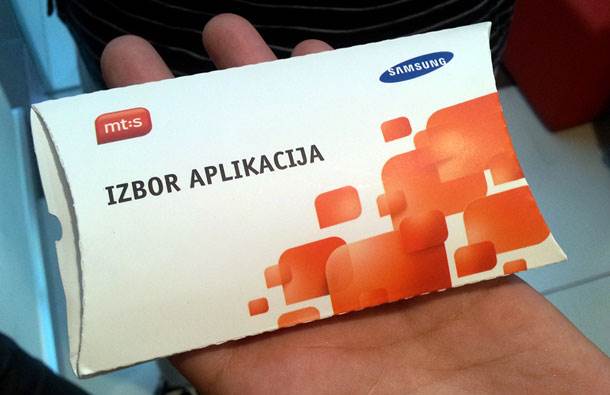 mt:s
SAMSUNG
IZBOR APLIKACIJA